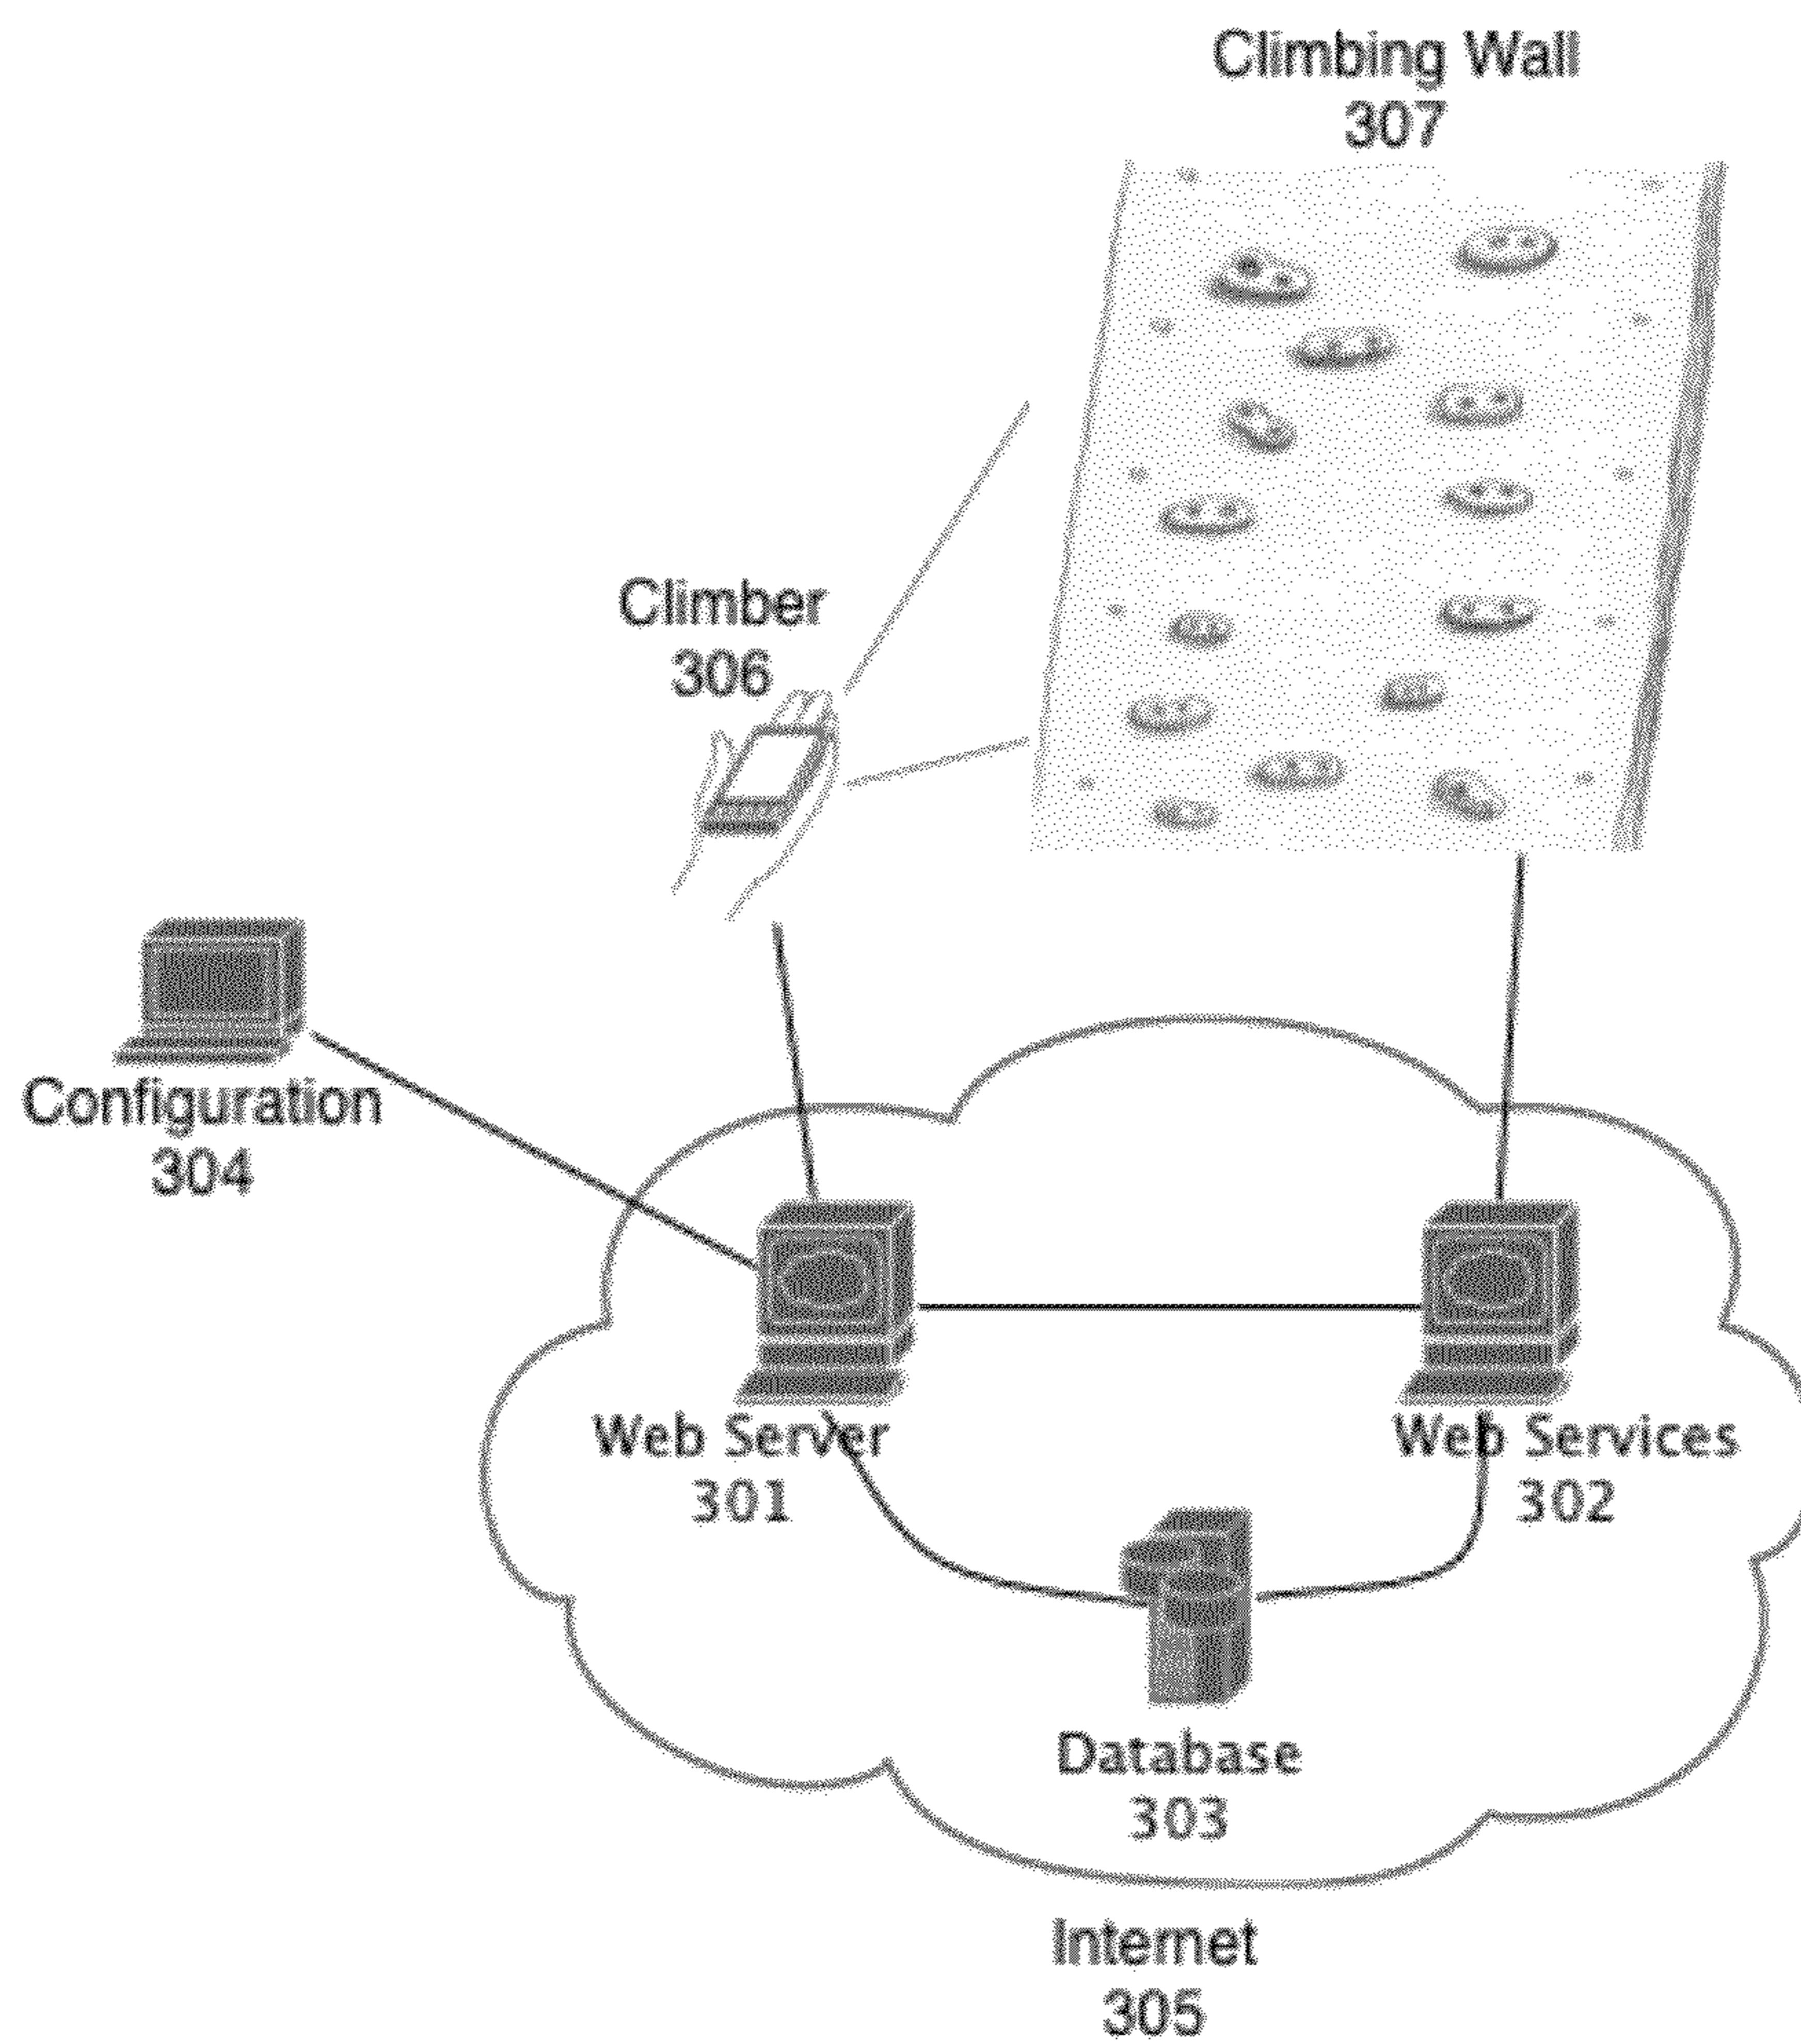 Climbing Wall
307
Climber
306
Configuration
304
Web Server
301
Web Services
302
Database
303
Internet
305